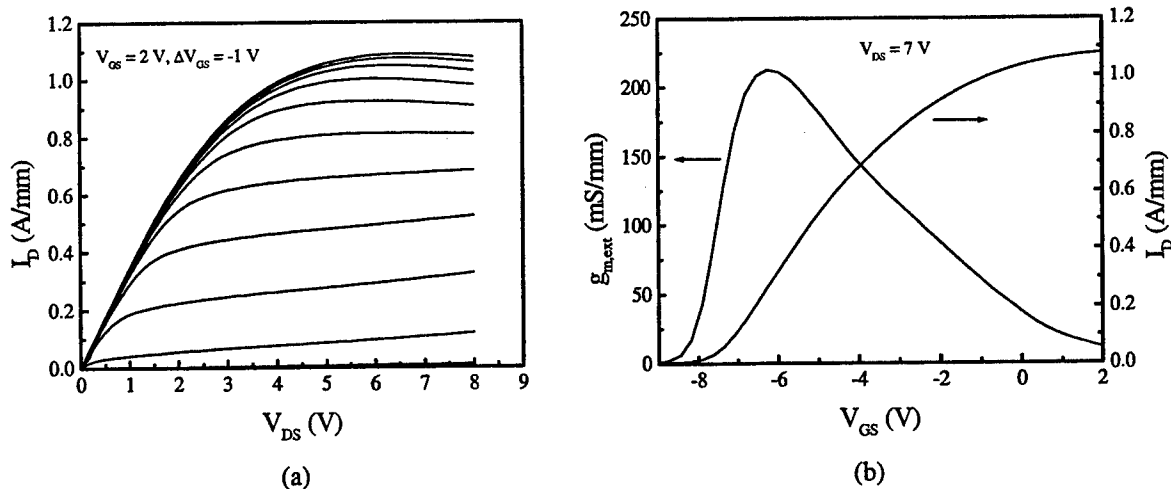 V_GS = 2 V, ΔV_GS = -1 V
I_D (A/mm)
1.2
1.1
1.0
0.8
0.6
0.4
0.2
0.0
0 1 2 3 4 5 6 7 8 9
V_DS (V)
(a)
V_DS = 7 V
g_m,ext (mS/mm)
250
200
150
100
50
0
-8 -6 -4 -2 0 2
V_GS (V)
1.2
1.0
0.8
0.6
0.4
0.2
0.0
I_D (A/mm)
(b)